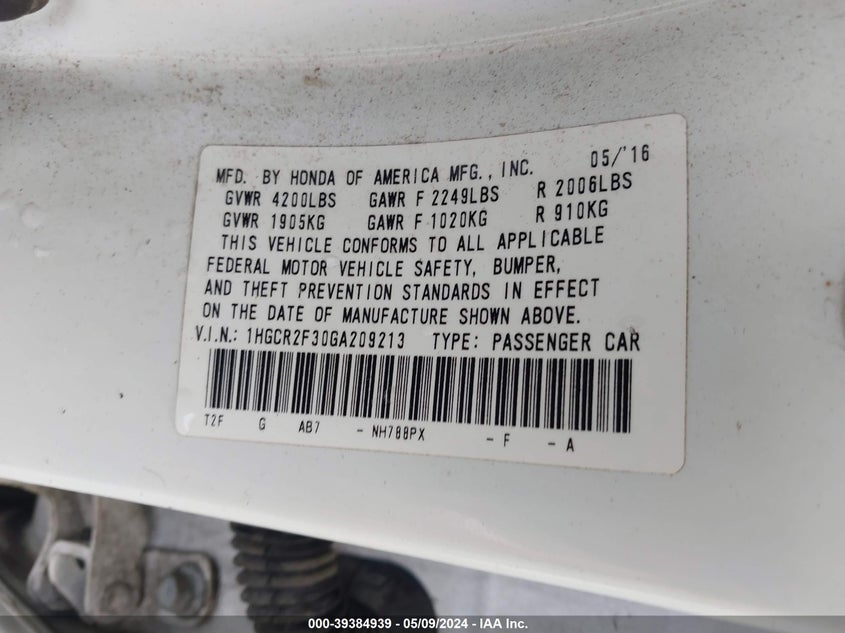 MFD. BY HONDA OF AMERICA MFG., INC. 05/'16
GVWR 4200LBS GAWR F 2249LBS R 2006LBS
GVWR 1905KG GAWR F 1020KG R 910KG
THIS VEHICLE CONFORMS TO ALL APPLICABLE
FEDERAL MOTOR VEHICLE SAFETY, BUMPER,
AND THEFT PREVENTION STANDARDS IN EFFECT
ON THE DATE OF MANUFACTURE SHOWN ABOVE.
V.I.N.: 1HGCR2F30GA209213 TYPE: PASSENGER CAR
T2F G AB7 - NH788PX - F - A
000-39384939 - 05/09/2024 - IAA Inc.